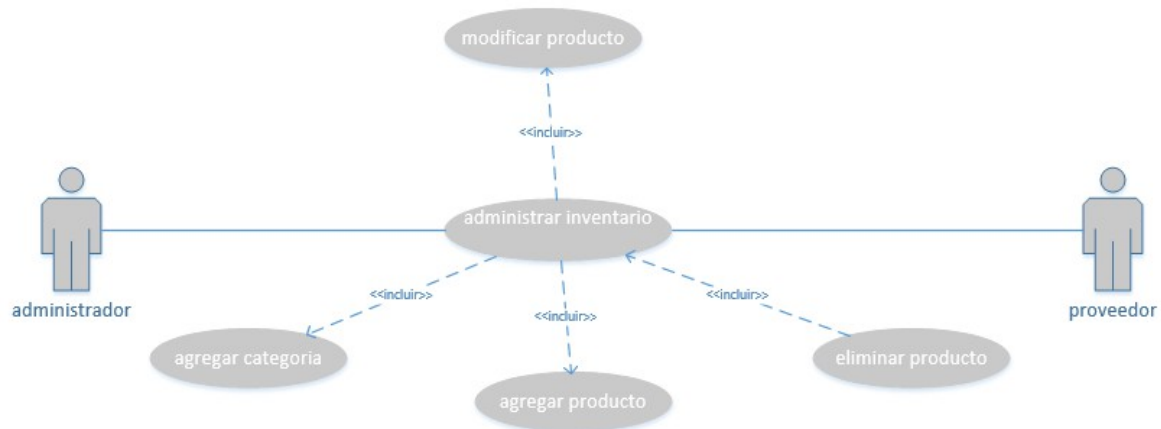 modificar producto
<<incluir>>
administrar inventario
administrador
proveedor
<<incluir>>
<<incluir>>
<<incluir>>
agregar categoria
agregar producto
eliminar producto